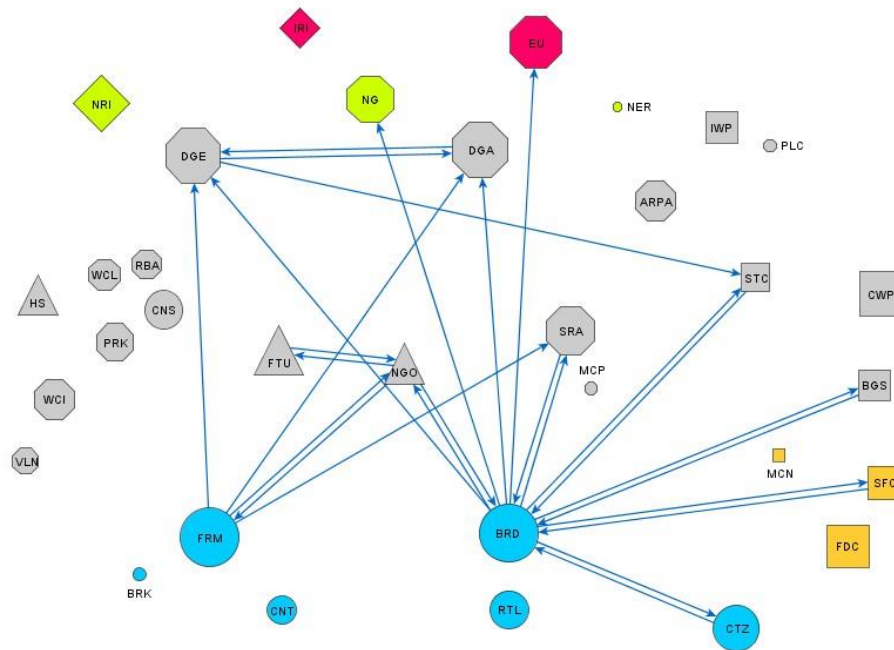 IRI
EU
NRI
NG
NER
IWP
PLC
DGE
DGA
ARPA
WCL
RBA
STC
HS
CNS
CWP
PRK
FTU
NGO
SRA
MCP
WCI
BGS
VLN
MCN
SFC
FRM
BRD
FDC
BRK
CNT
RTL
CTZ